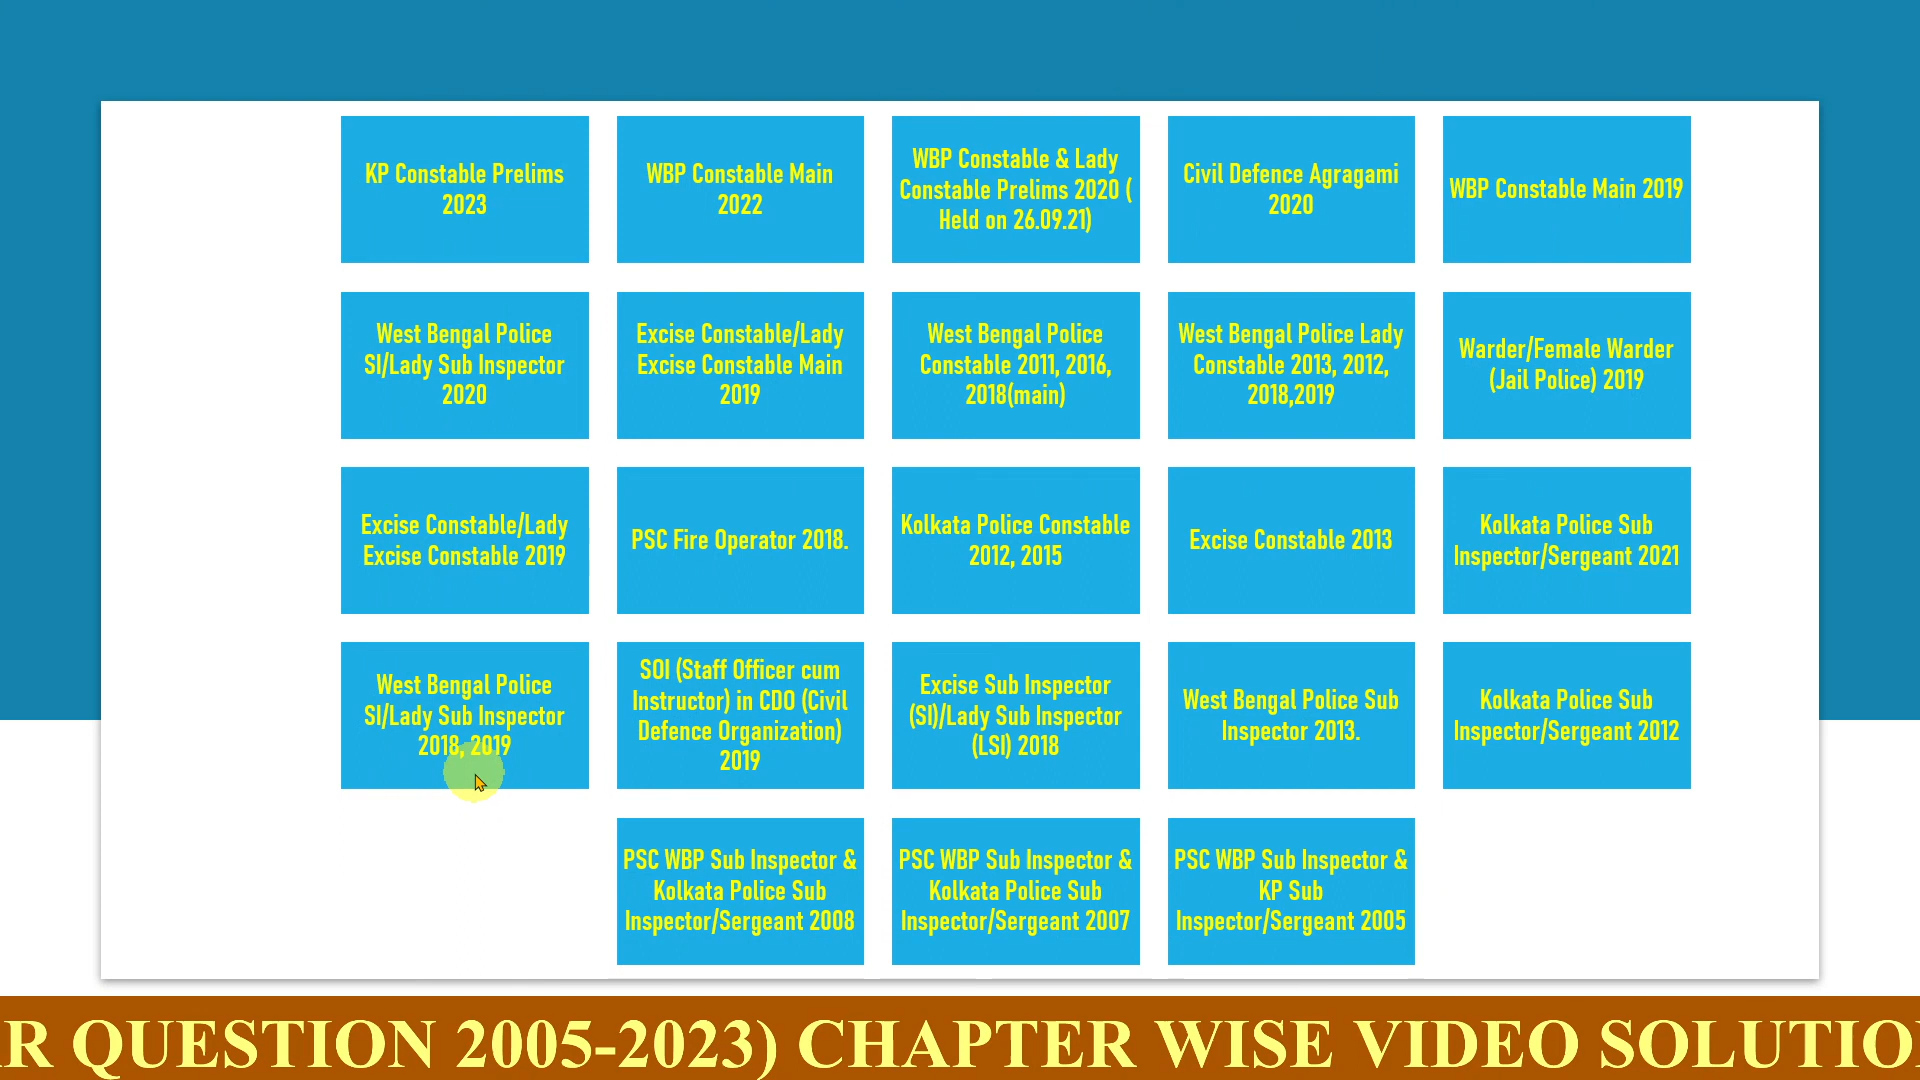 KP Constable Prelims
2023
WBP Constable Main
2022
WBP Constable & Lady
Constable Prelims 2020 (
Held on 26.09.21)
Civil Defence Agragami
2020
WBP Constable Main 2019
West Bengal Police
SI/Lady Sub Inspector
2020
Excise Constable/Lady
Excise Constable Main
2019
West Bengal Police
Constable 2011, 2016,
2018(main)
West Bengal Police Lady
Constable 2013, 2012,
2018,2019
Warder/Female Warder
(Jail Police) 2019
Excise Constable/Lady
Excise Constable 2019
PSC Fire Operator 2018.
Kolkata Police Constable
2012, 2015
Excise Constable 2013
Kolkata Police Sub
Inspector/Sergeant 2021
West Bengal Police
SI/Lady Sub Inspector
2018, 2019
SOI (Staff Officer cum
Instructor) in CDO (Civil
Defence Organization)
2019
Excise Sub Inspector
(SI)/Lady Sub Inspector
(LSI) 2018
West Bengal Police Sub
Inspector 2013.
Kolkata Police Sub
Inspector/Sergeant 2012
PSC WBP Sub Inspector &
Kolkata Police Sub
Inspector/Sergeant 2008
PSC WBP Sub Inspector &
Kolkata Police Sub
Inspector/Sergeant 2007
PSC WBP Sub Inspector &
KP Sub
Inspector/Sergeant 2005
R QUESTION 2005-2023) CHAPTER WISE VIDEO SOLUTIO